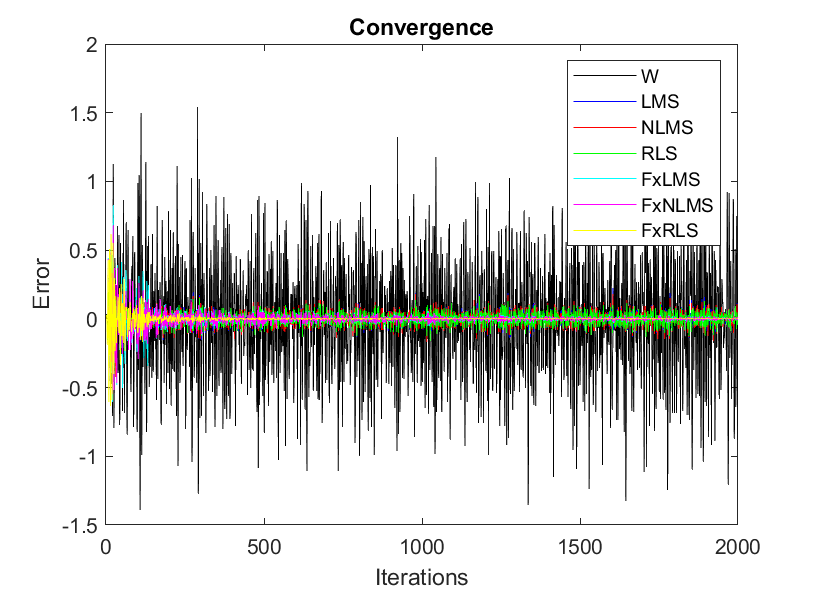 Convergence
2
1.5
1
0.5
0
-0.5
-1
-1.5
Error
W
LMS
NLMS
RLS
FxLMS
FxNLMS
FxRLS
0 500 1000 1500 2000
Iterations